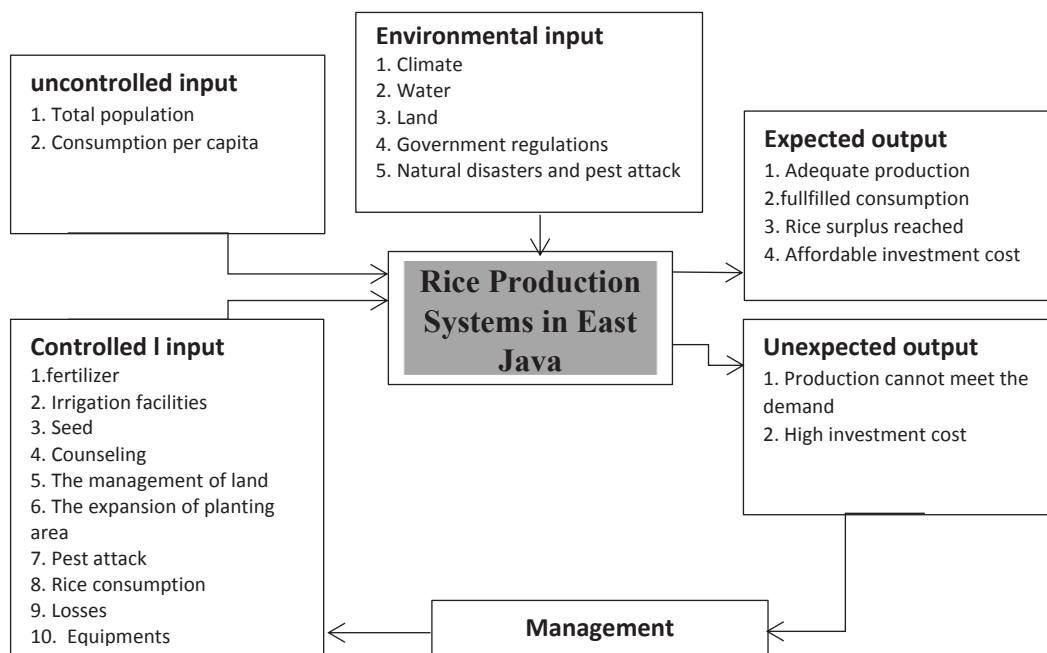 Environmental input
1. Climate
2. Water
3. Land
4. Government regulations
5. Natural disasters and pest attack
uncontrolled input
1. Total population
2. Consumption per capita
Expected output
1. Adequate production
2.fullfilled consumption
3. Rice surplus reached
4. Affordable investment cost
Rice Production
Systems in East
Java
Controlled l input
1.fertilizer
2. Irrigation facilities
3. Seed
4. Counseling
5. The management of land
6. The expansion of planting
area
7. Pest attack
8. Rice consumption
9. Losses
10. Equipments
Unexpected output
1. Production cannot meet the
demand
2. High investment cost
Management